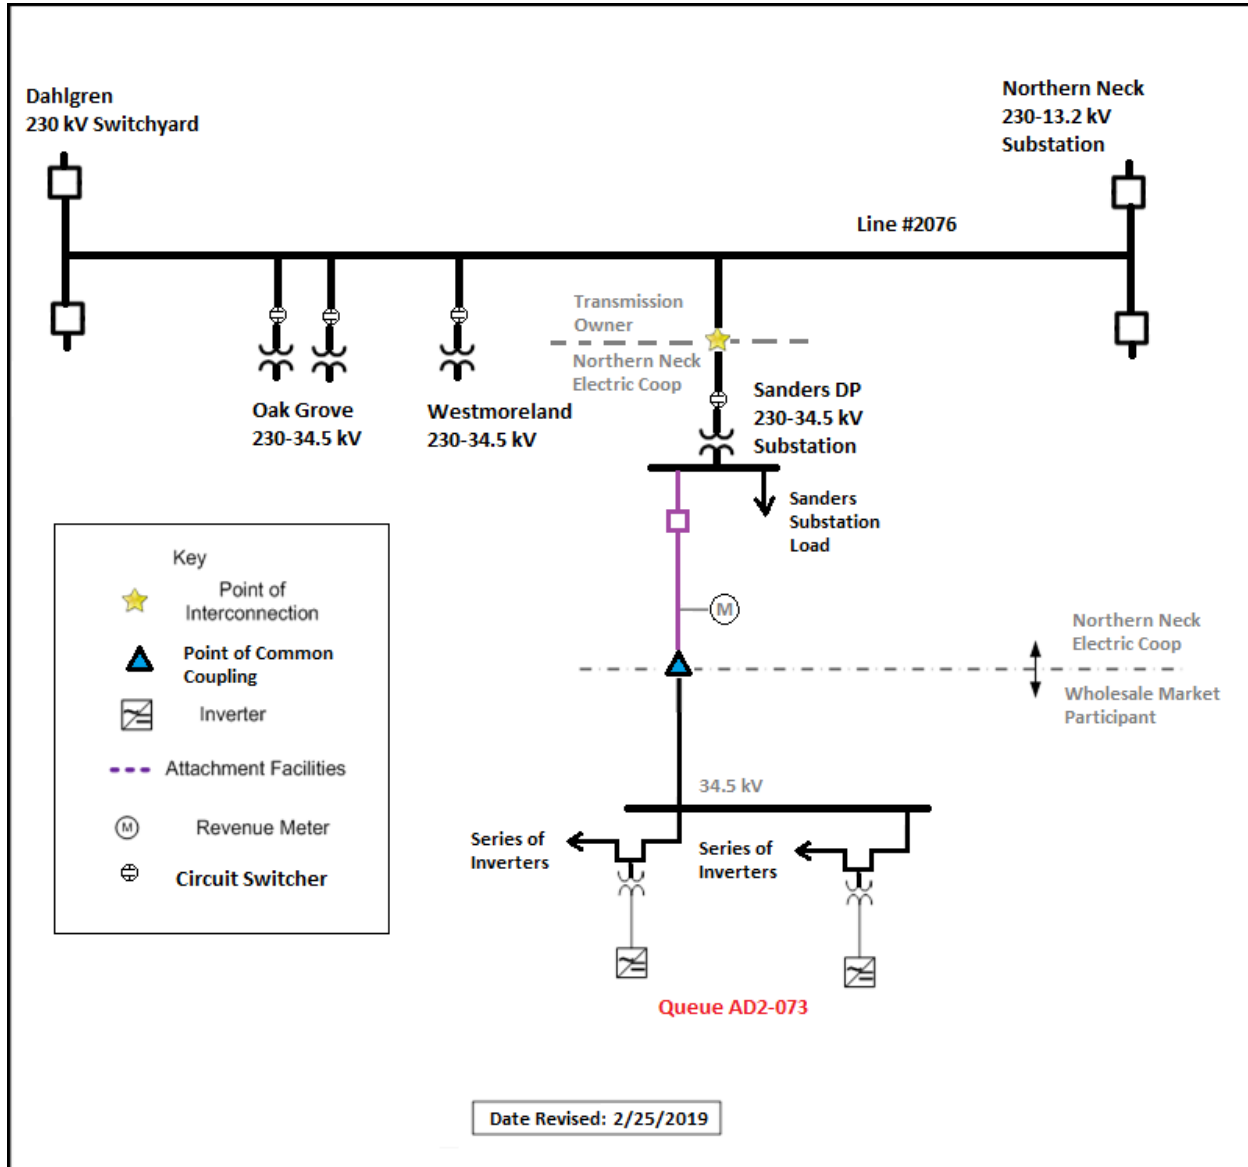 Dahlgren
230 kV Switchyard
Northern Neck
230-13.2 kV
Substation
Line #2076
Transmission
Owner
Northern Neck
Electric Coop
Oak Grove
230-34.5 kV
Westmoreland
230-34.5 kV
Sanders DP
230-34.5 kV
Substation
Sanders
Substation
Load
M
Northern Neck
Electric Coop
Wholesale Market
Participant
Key
Point of
Interconnection
Point of Common
Coupling
Inverter
Attachment Facilities
M
Revenue Meter
Circuit Switcher
34.5 kV
Series of
Inverters
Series of
Inverters
Queue AD2-073
Date Revised: 2/25/2019